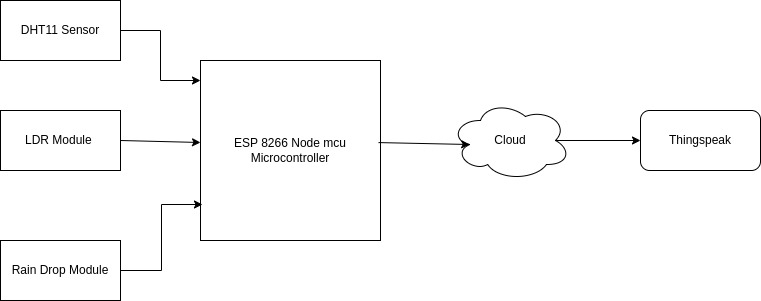 DHT11 Sensor
LDR Module
Rain Drop Module
ESP 8266 Node mcu
Microcontroller
Cloud
Thingspeak